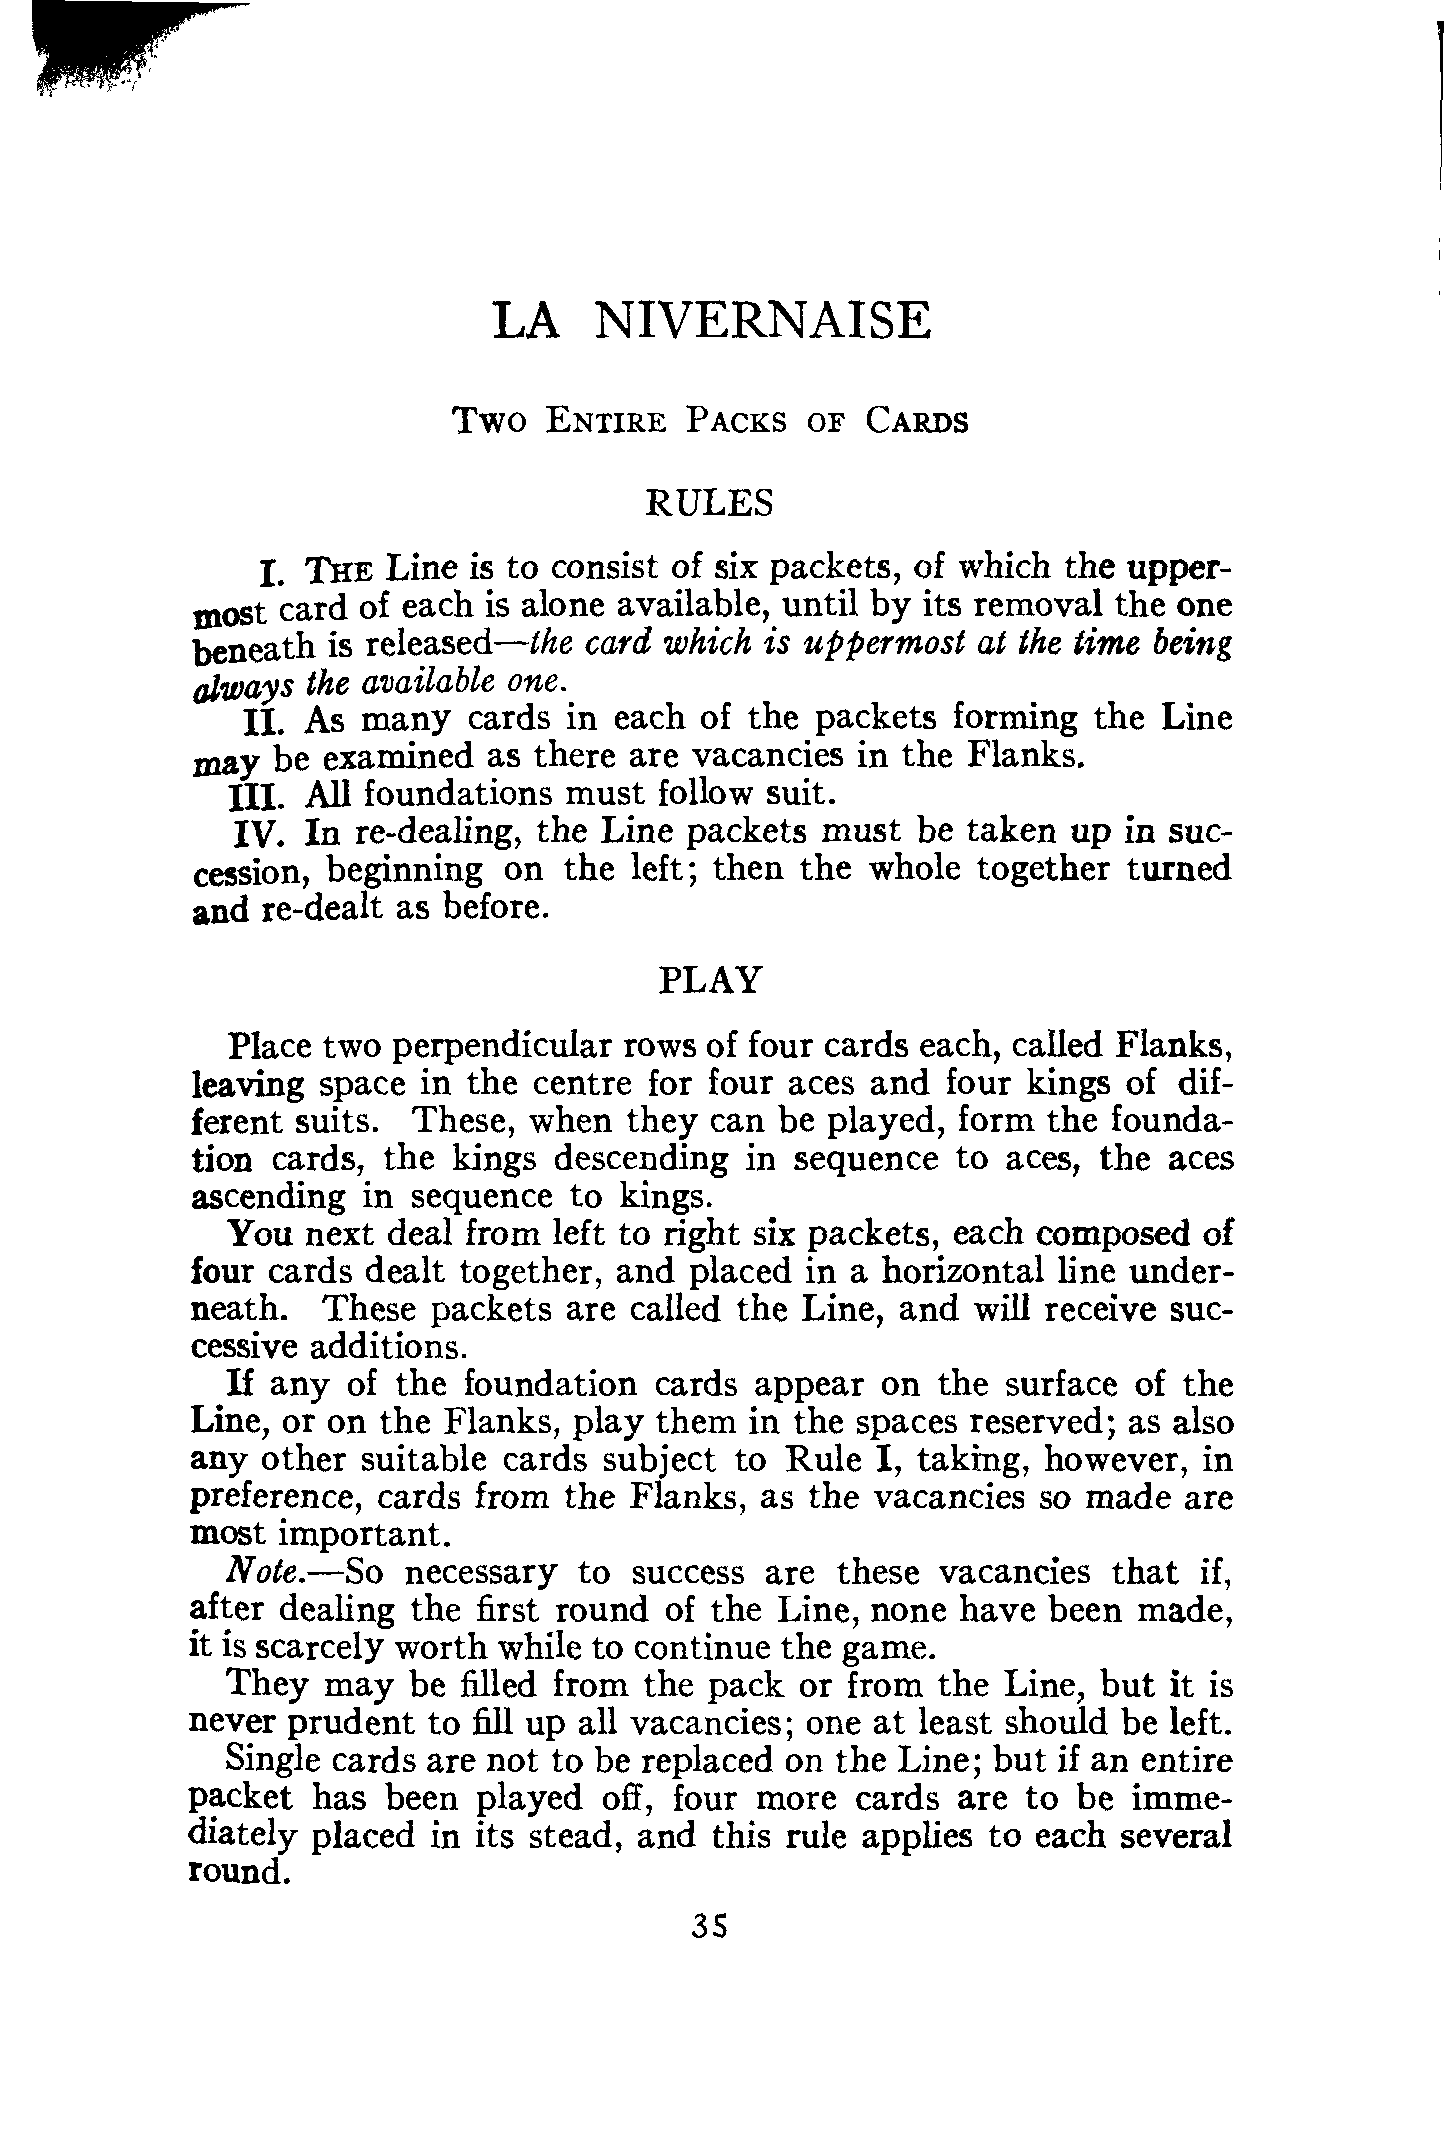 LA NIVERNAISE
Two Entire Packs of Cards
RULES
I. The Line is to consist of six packets, of which the upper-
most card of each is alone available, until by its removal the one
beneath is released—the card which is uppermost at the time being
always the available one.
II. As many cards in each of the packets forming the Line
may be examined as there are vacancies in the Flanks.
III. All foundations must follow suit.
IV. In re-dealing, the Line packets must be taken up in suc-
cession, beginning on the left; then the whole together turned
and re-dealt as before.
PLAY
Place two perpendicular rows of four cards each, called Flanks,
leaving space in the centre for four aces and four kings of dif-
ferent suits. These, when they can be played, form the founda-
tion cards, the kings descending in sequence to aces, the aces
ascending in sequence to kings.
You next deal from left to right six packets, each composed of
four cards dealt together, and placed in a horizontal line under-
neath. These packets are called the Line, and will receive suc-
cessive additions.
If any of the foundation cards appear on the surface of the
Line, or on the Flanks, play them in the spaces reserved; as also
any other suitable cards subject to Rule I, taking, however, in
preference, cards from the Flanks, as the vacancies so made are
most important.
Note.—So necessary to success are these vacancies that if,
after dealing the first round of the Line, none have been made,
it is scarcely worth while to continue the game.
They may be filled from the pack or from the Line, but it is
never prudent to fill up all vacancies; one at least should be left.
Single cards are not to be replaced on the Line; but if an entire
packet has been played off, four more cards are to be imme-
diately placed in its stead, and this rule applies to each several
round.
35